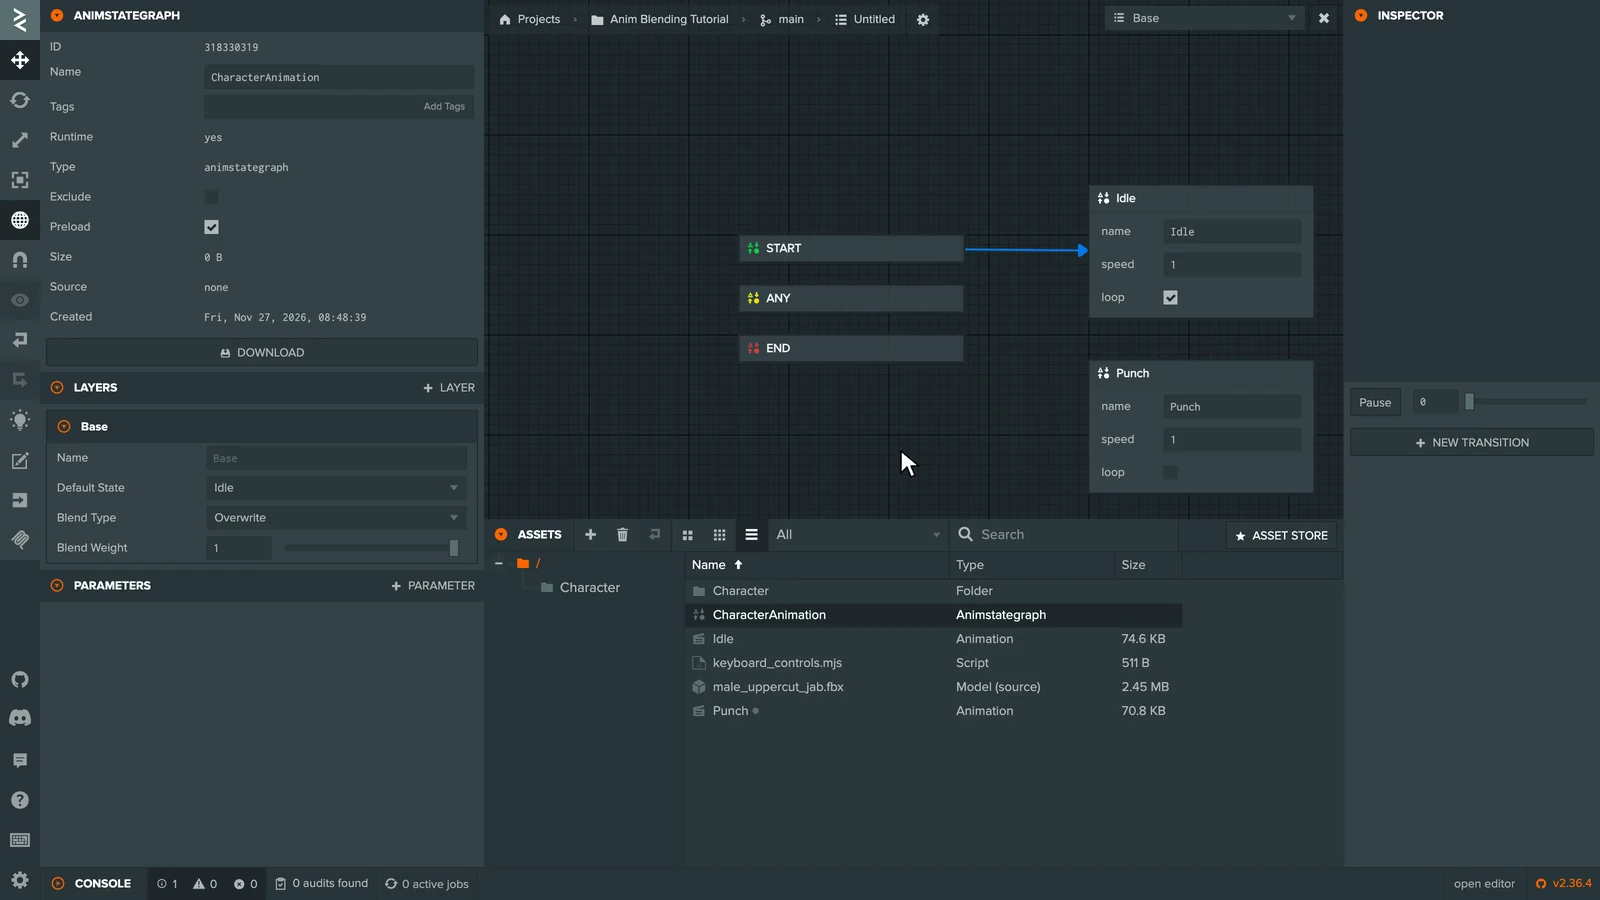 ANIMSTATEGRAPH
ID 318330319
Name CharacterAnimation
Tags Add Tags
Runtime yes
Type animstategraph
Exclude
Preload
Size 0 B
Source none
Created Fri, Nov 27, 2026, 08:48:39
DOWNLOAD
LAYERS + LAYER
Base
Name Base
Default State Idle
Blend Type Overwrite
Blend Weight 1
PARAMETERS + PARAMETER
Projects Anim Blending Tutorial main Untitled
Base
START
ANY
END
Idle
name Idle
speed 1
loop
Punch
name Punch
speed 1
loop
INSPECTOR
Pause 0
+ NEW TRANSITION
ASSETS All Search ASSET STORE
/
Character
Name Type Size
Character Folder
CharacterAnimation Animstategraph
Idle Animation 74.6 KB
keyboard_controls.mjs Script 511 B
male_uppercut_jab.fbx Model (source) 2.45 MB
Punch Animation 70.8 KB
CONSOLE 1 0 0 0 audits found 0 active jobs open editor v2.36.4